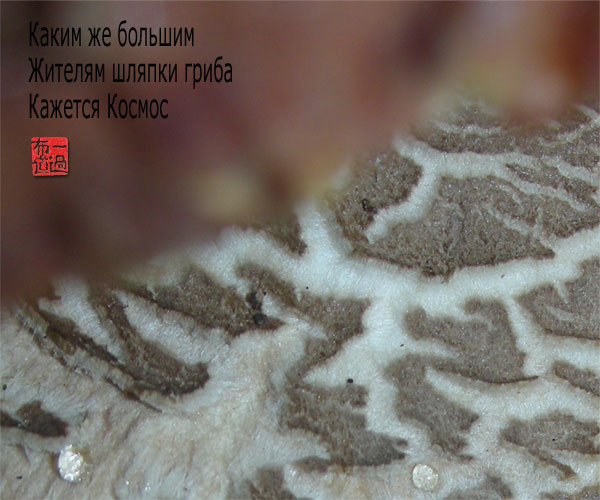 Каким же большим
Жителям шляпки гриба
Кажется Космос